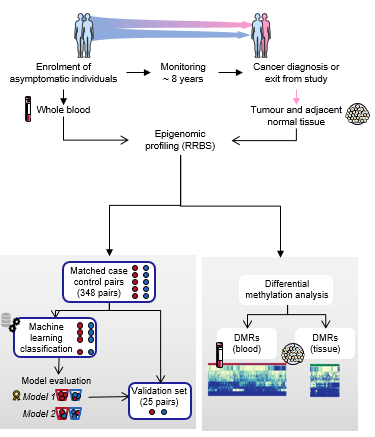 Enrolment of
asymptomatic individuals
Monitoring
~ 8 years
Cancer diagnosis or
exit from study
Whole blood
Tumour and adjacent
normal tissue
Epigenomic
profiling (RRBS)
Matched case
control pairs
(348 pairs)
Machine
learning
classification
Model evaluation
Model 1
Model 2
Validation set
(25 pairs)
Differential
methylation analysis
DMRs
(blood)
DMRs
(tissue)